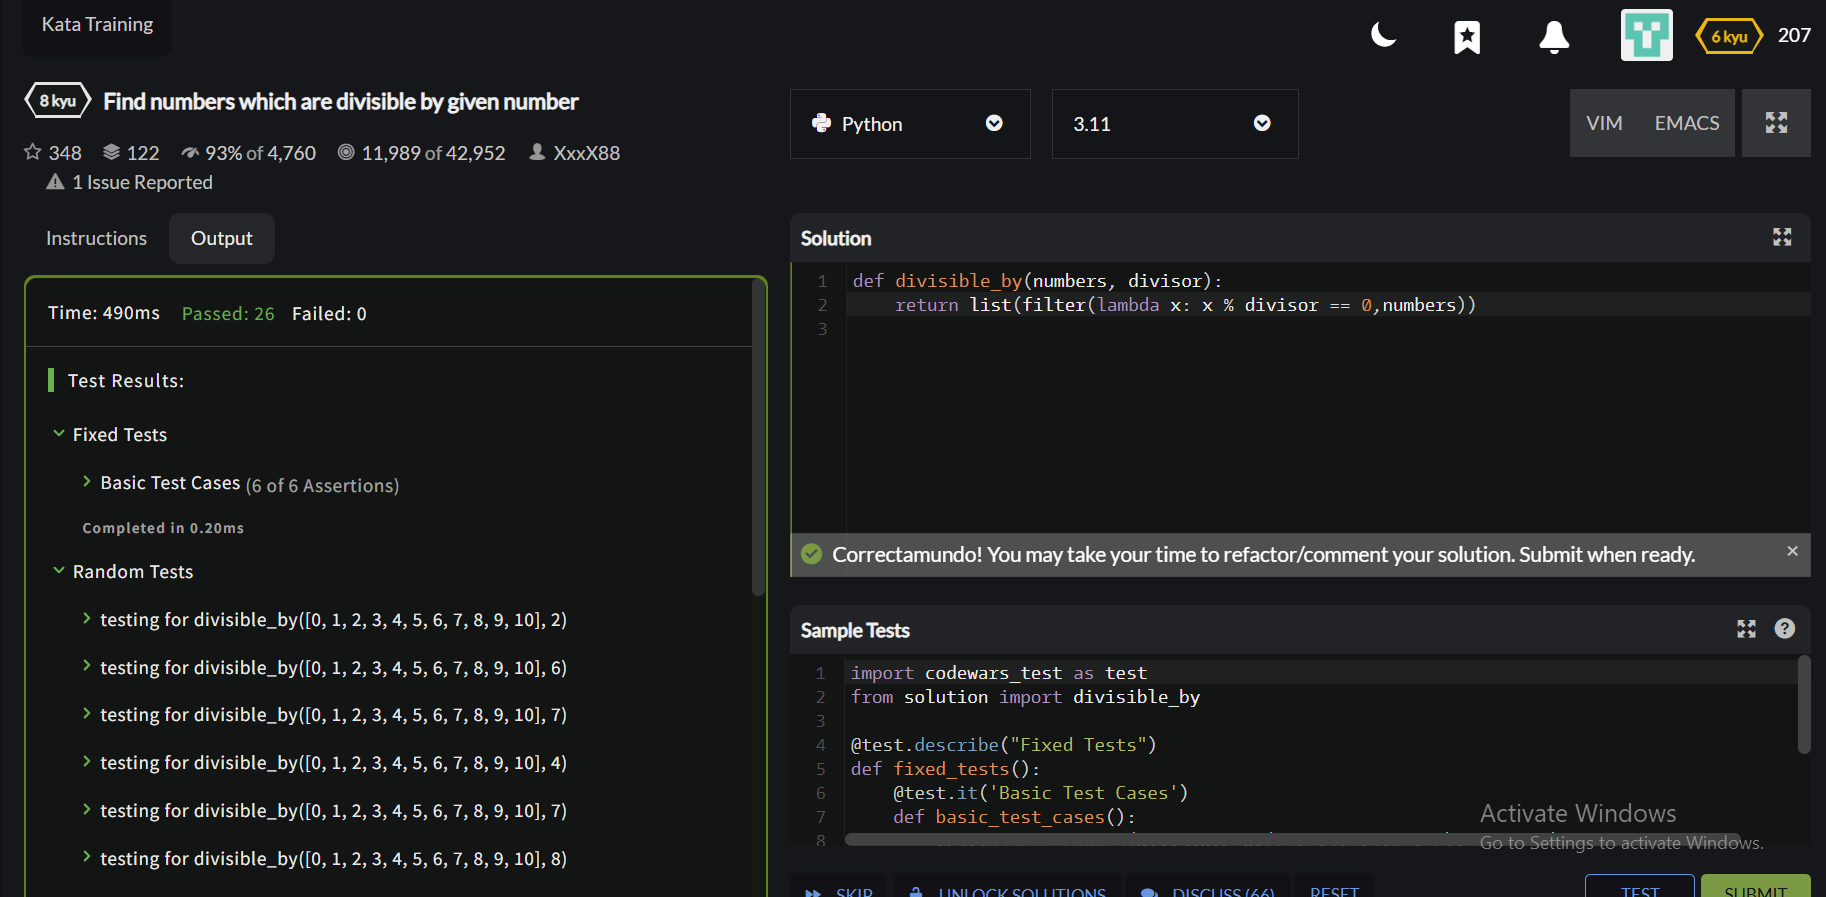 Kata Training
6 kyu 207
8 kyu Find numbers which are divisible by given number
348 122 93% of 4,760 11,989 of 42,952 XxxX88
1 Issue Reported
Python 3.11 VIM EMACS
Instructions Output
Time: 490ms Passed: 26 Failed: 0
Test Results:
Fixed Tests
Basic Test Cases (6 of 6 Assertions)
Completed in 0.20ms
Random Tests
testing for divisible_by([0, 1, 2, 3, 4, 5, 6, 7, 8, 9, 10], 2)
testing for divisible_by([0, 1, 2, 3, 4, 5, 6, 7, 8, 9, 10], 6)
testing for divisible_by([0, 1, 2, 3, 4, 5, 6, 7, 8, 9, 10], 7)
testing for divisible_by([0, 1, 2, 3, 4, 5, 6, 7, 8, 9, 10], 4)
testing for divisible_by([0, 1, 2, 3, 4, 5, 6, 7, 8, 9, 10], 7)
testing for divisible_by([0, 1, 2, 3, 4, 5, 6, 7, 8, 9, 10], 8)
Solution
1 def divisible_by(numbers, divisor):
2     return list(filter(lambda x: x % divisor == 0,numbers))
3
Correctamundo! You may take your time to refactor/comment your solution. Submit when ready.
Sample Tests
1 import codewars_test as test
2 from solution import divisible_by
3
4 @test.describe("Fixed Tests")
5 def fixed_tests():
6     @test.it('Basic Test Cases')
7     def basic_test_cases():
8
Activate Windows
Go to Settings to activate Windows.
SKIP UNLOCK SOLUTIONS DISCUSS (66) RESET TEST SUBMIT